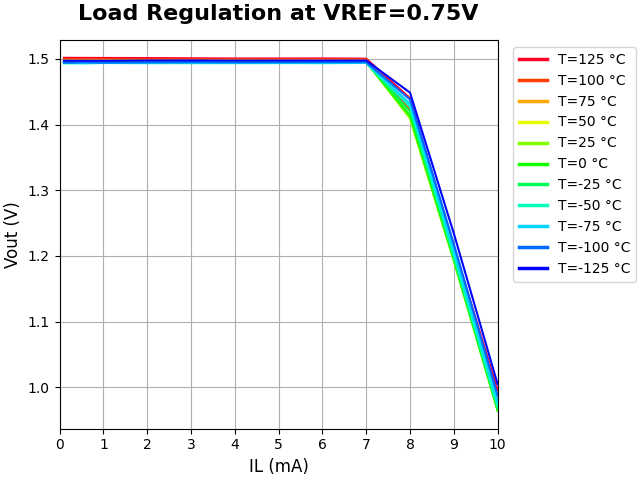 Load Regulation at VREF=0.75V
Vout (V)
1.5
1.4
1.3
1.2
1.1
1.0
0 1 2 3 4 5 6 7 8 9 10
IL (mA)
T=125 °C
T=100 °C
T=75 °C
T=50 °C
T=25 °C
T=0 °C
T=-25 °C
T=-50 °C
T=-75 °C
T=-100 °C
T=-125 °C